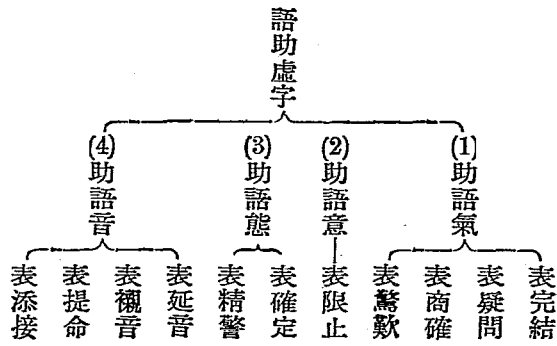 語助虛字
(1)助語氣
(2)助語意
(3)助語態
(4)助語音
表完結
表疑問
表商確
表驚歎
表限止
表確定
表精警
表延音
表襯音
表提命
表添接